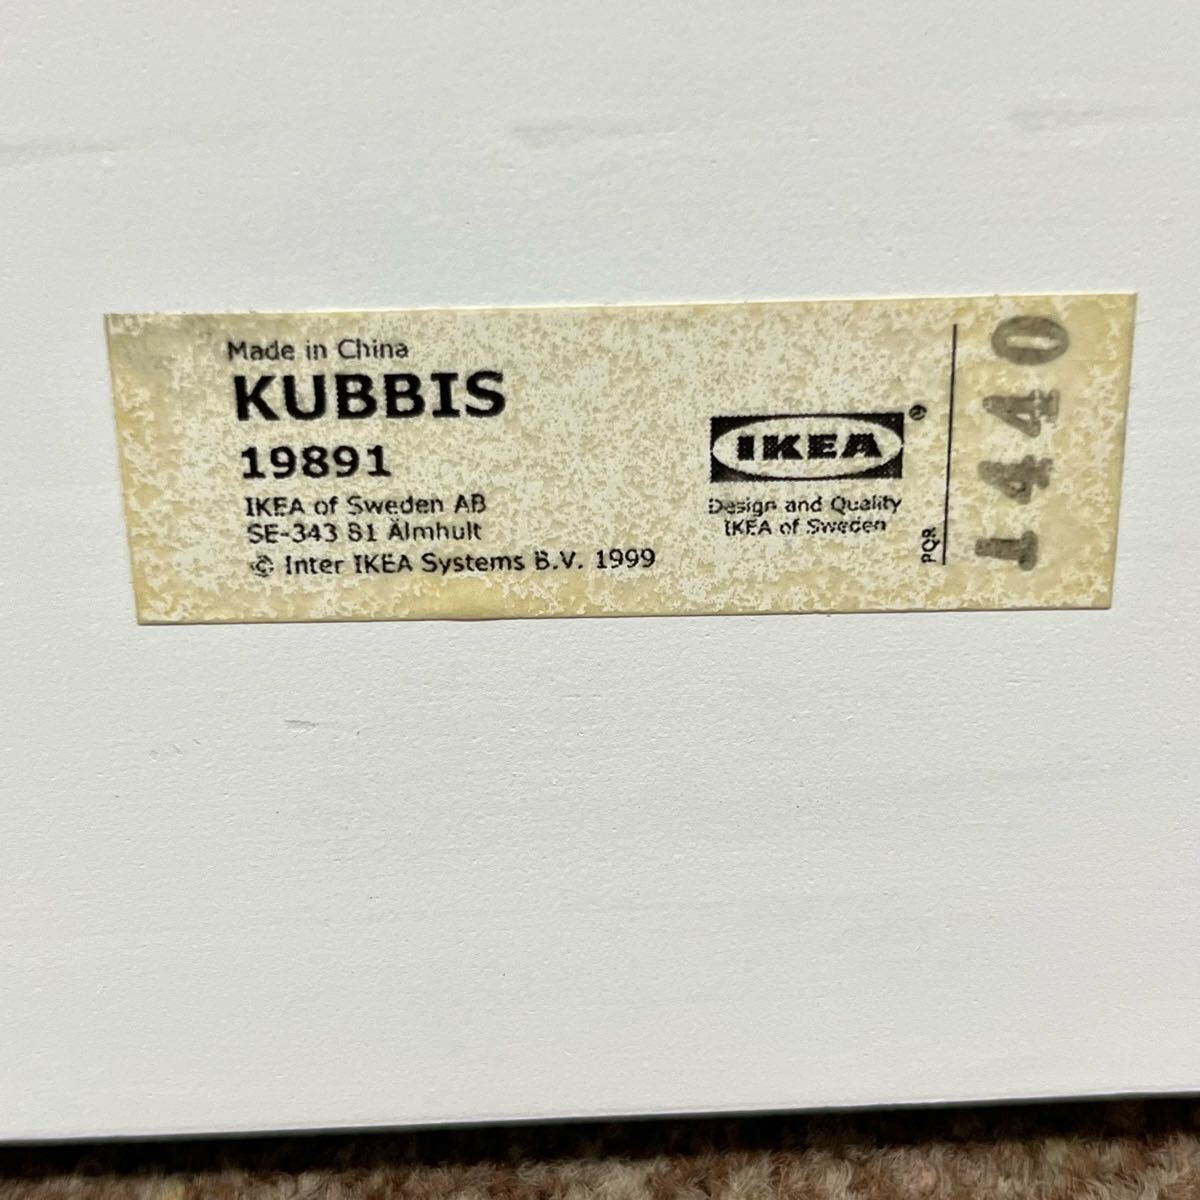 Made in China
KUBBIS
19891
IKEA of Sweden AB
SE-343 81 Älmhult
© Inter IKEA Systems B.V. 1999
IKEA®
Design and Quality
IKEA of Sweden
PQR
1440